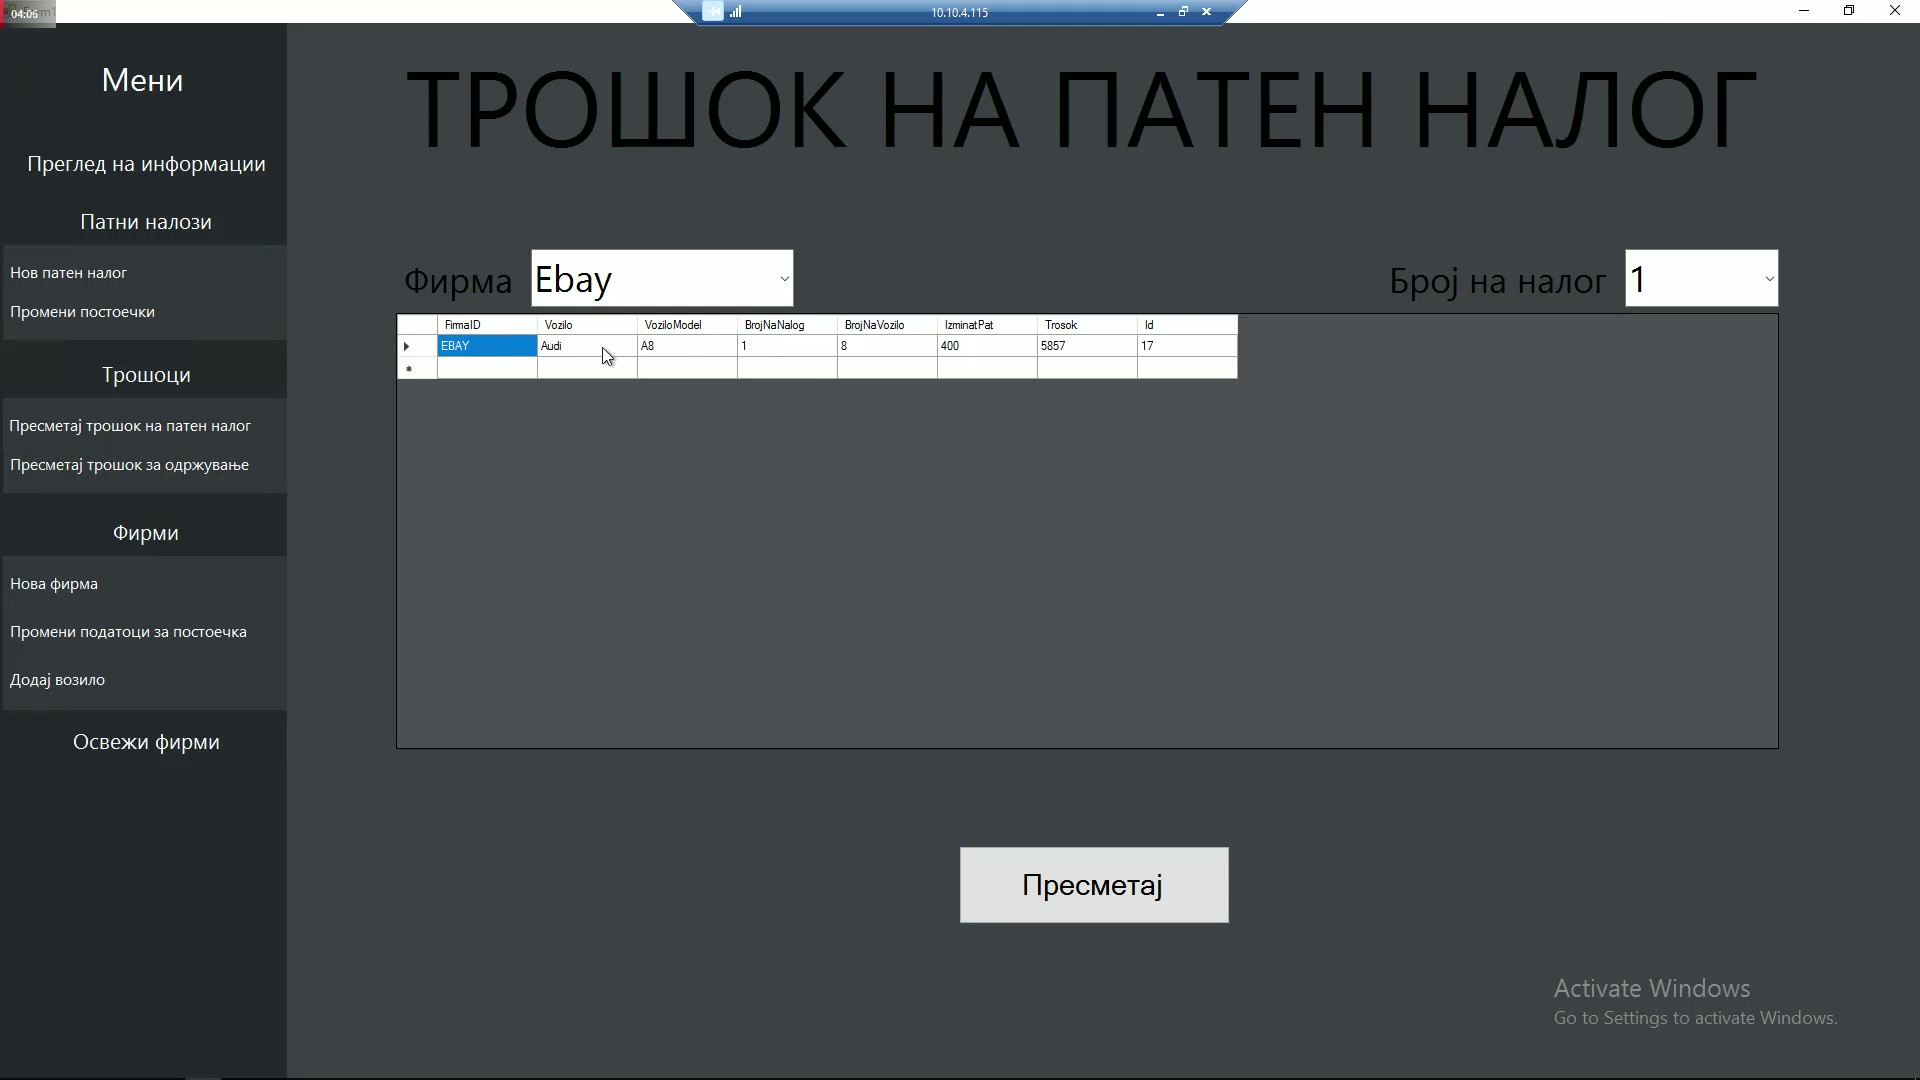 04:06
10.10.4.115
Мени
Преглед на информации
Патни налози
Нов патен налог
Промени постоечки
Трошоци
Пресметај трошок на патен налог
Пресметај трошок за одржување
Фирми
Нова фирма
Промени податоци за постоечка
Додај возило
Освежи фирми
ТРОШОК НА ПАТЕН НАЛОГ
Фирма Ebay Број на налог 1
FirmaID Vozilo VoziloModel BrojNaNalog BrojNaVozilo IzminatPat Trosok Id
EBAY Audi A8 1 8 400 5857 17
Пресметај
Activate Windows
Go to Settings to activate Windows.